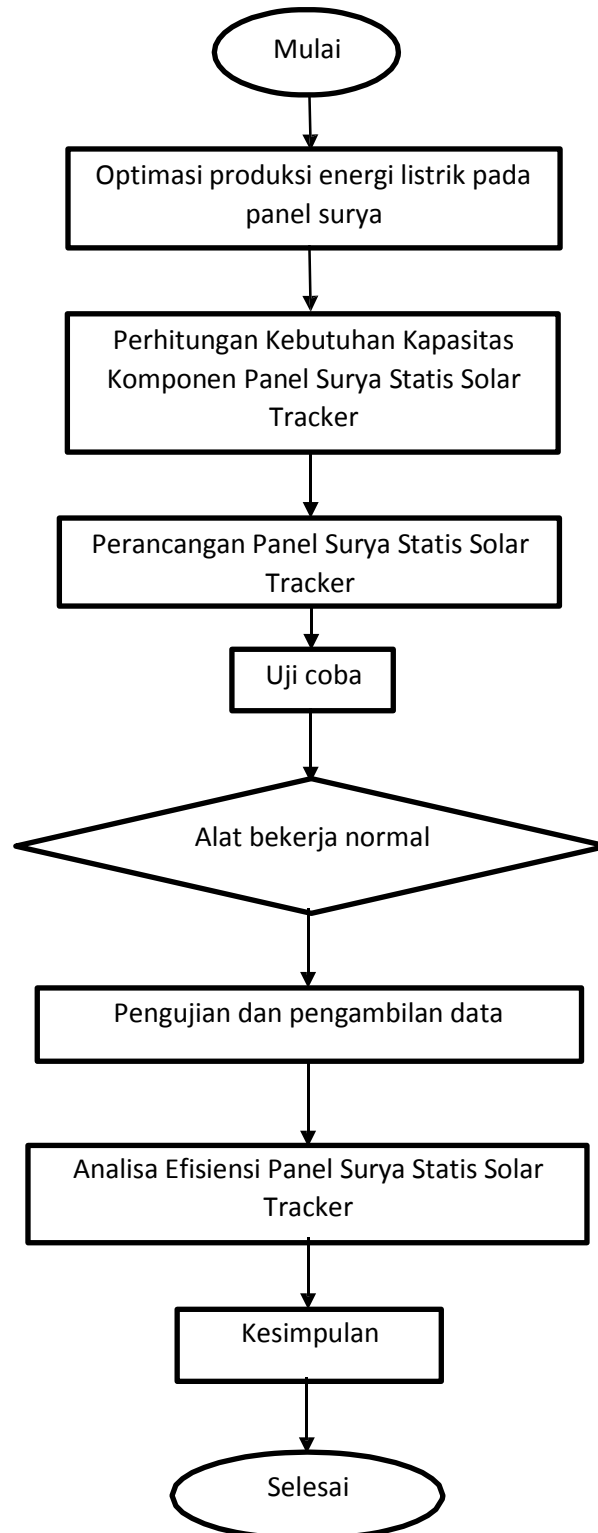 Mulai
Optimasi produksi energi listrik pada
panel surya
Perhitungan Kebutuhan Kapasitas
Komponen Panel Surya Statis Solar
Tracker
Perancangan Panel Surya Statis Solar
Tracker
Uji coba
Alat bekerja normal
Pengujian dan pengambilan data
Analisa Efisiensi Panel Surya Statis Solar
Tracker
Kesimpulan
Selesai